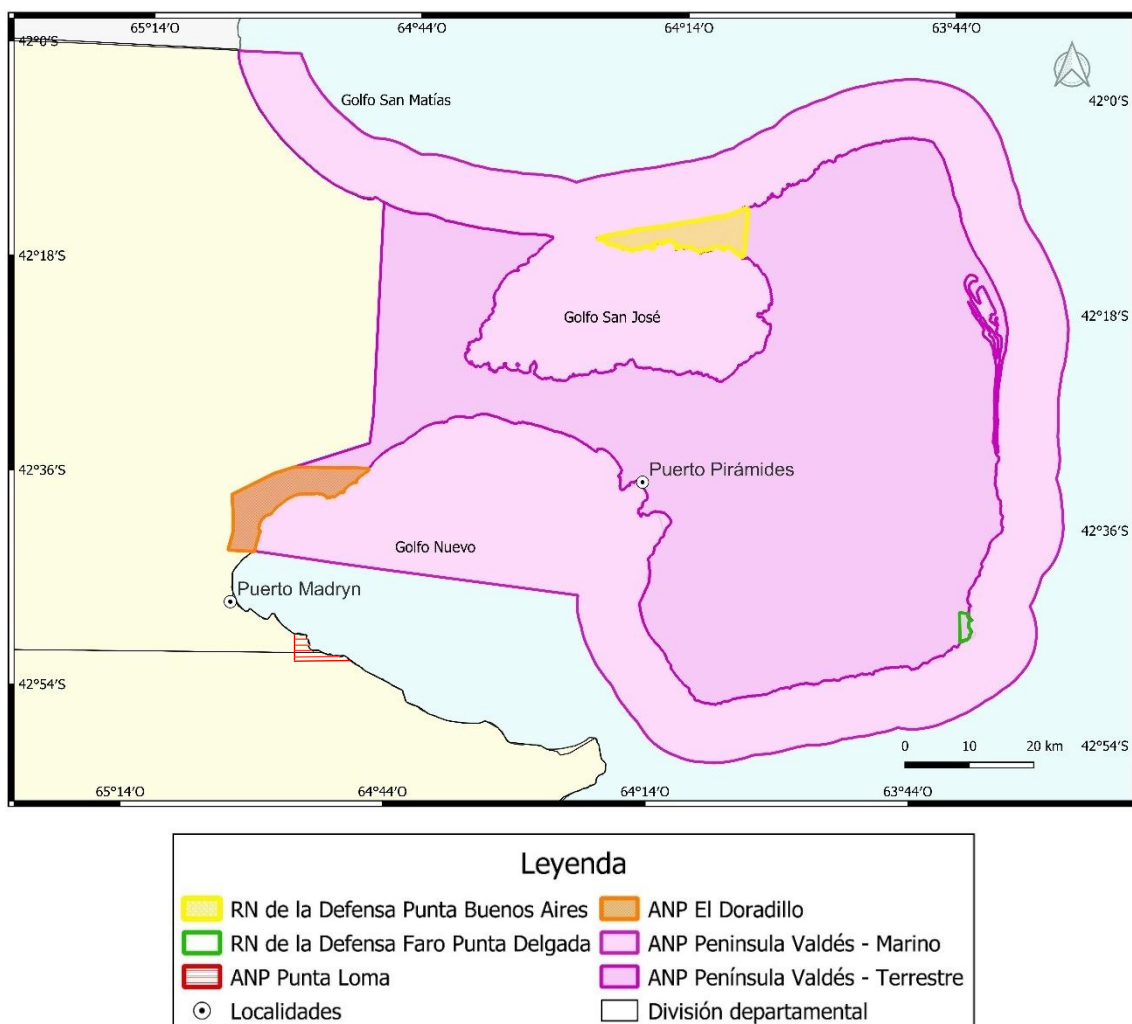 65°14′O 64°44′O 64°14′O 63°44′O
42°0′S
Golfo San Matías
42°0′S
42°18′S
Golfo San José
42°18′S
42°36′S
Puerto Pirámides
42°36′S
Golfo Nuevo
Puerto Madryn
42°54′S
0 10 20 km
42°54′S
65°14′O 64°44′O 64°14′O 63°44′O
Leyenda
RN de la Defensa Punta Buenos Aires
ANP El Doradillo
RN de la Defensa Faro Punta Delgada
ANP Peninsula Valdés - Marino
ANP Punta Loma
ANP Península Valdés - Terrestre
Localidades
División departamental